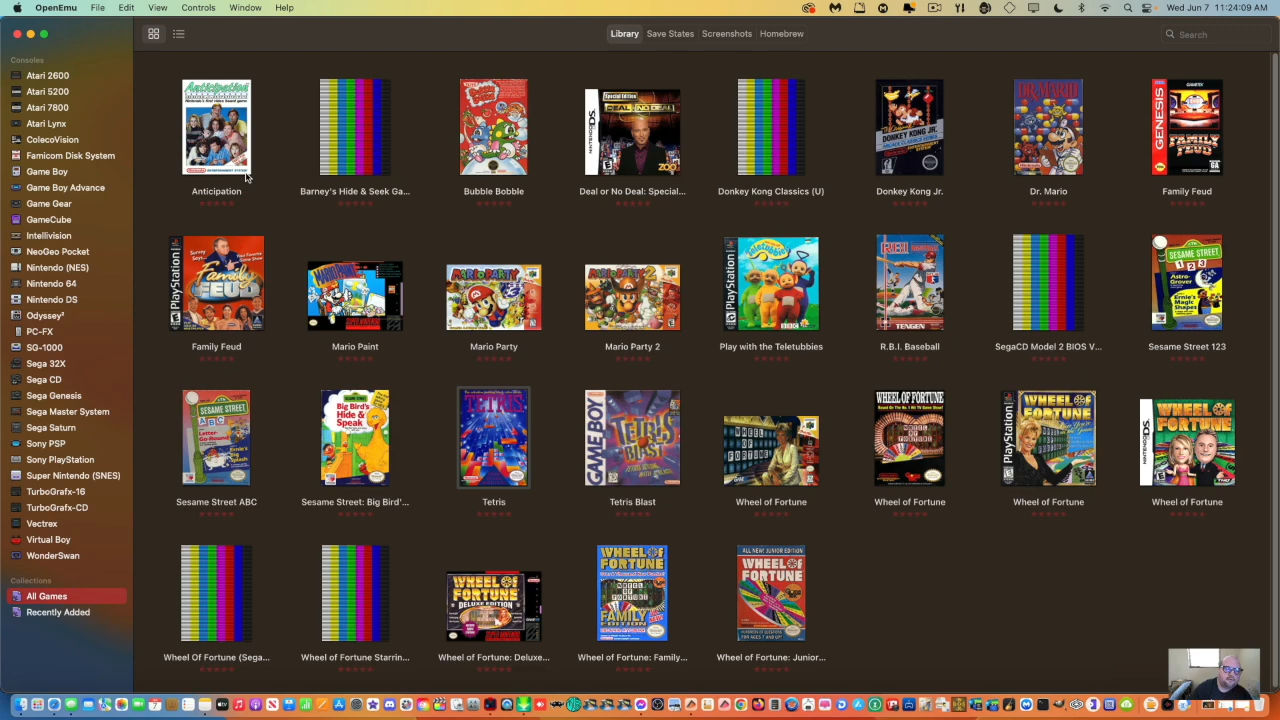 OpenEmu File Edit View Controls Window Help
Wed Jun 7 11:24:09 AM
Library Save States Screenshots Homebrew
Search
Consoles
Atari 2600
Atari 5200
Atari 7800
Atari Lynx
ColecoVision
Famicom Disk System
Game Boy
Game Boy Advance
Game Gear
GameCube
Intellivision
NeoGeo Pocket
Nintendo (NES)
Nintendo 64
Nintendo DS
Odyssey²
PC-FX
SG-1000
Sega 32X
Sega CD
Sega Genesis
Sega Master System
Sega Saturn
Sony PSP
Sony PlayStation
Super Nintendo (SNES)
TurboGrafx-16
TurboGrafx-CD
Vectrex
Virtual Boy
WonderSwan
Collections
All Games
Recently Added
Anticipation
Barney's Hide & Seek Ga...
Bubble Bobble
Deal or No Deal: Special...
Donkey Kong Classics (U)
Donkey Kong Jr.
Dr. Mario
Family Feud
Family Feud
Mario Paint
Mario Party
Mario Party 2
Play with the Teletubbies
R.B.I. Baseball
SegaCD Model 2 BIOS V...
Sesame Street 123
Sesame Street ABC
Sesame Street: Big Bird'...
Tetris
Tetris Blast
Wheel of Fortune
Wheel of Fortune
Wheel of Fortune
Wheel of Fortune
Wheel Of Fortune (Sega...
Wheel of Fortune Starrin...
Wheel of Fortune: Deluxe...
Wheel of Fortune: Family...
Wheel of Fortune: Junior...